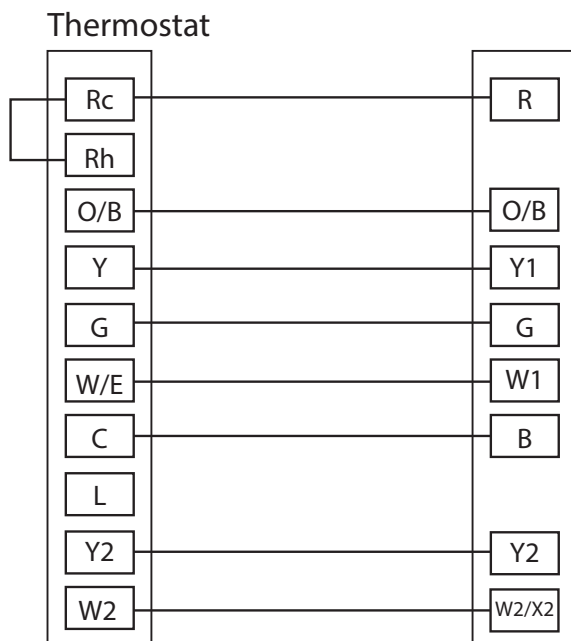 Thermostat
Rc R
Rh
O/B O/B
Y Y1
G G
W/E W1
C B
L
Y2 Y2
W2 W2/X2